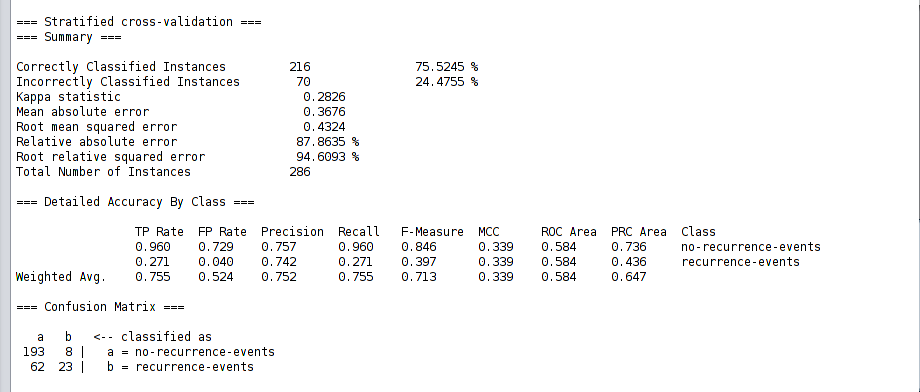 === Stratified cross-validation ===
=== Summary ===
Correctly Classified Instances 216 75.5245 %
Incorrectly Classified Instances 70 24.4755 %
Kappa statistic 0.2826
Mean absolute error 0.3676
Root mean squared error 0.4324
Relative absolute error 87.8635 %
Root relative squared error 94.6093 %
Total Number of Instances 286
=== Detailed Accuracy By Class ===
TP Rate FP Rate Precision Recall F-Measure MCC ROC Area PRC Area Class
0.960 0.729 0.757 0.960 0.846 0.339 0.584 0.736 no-recurrence-events
0.271 0.040 0.742 0.271 0.397 0.339 0.584 0.436 recurrence-events
Weighted Avg. 0.755 0.524 0.752 0.755 0.713 0.339 0.584 0.647
=== Confusion Matrix ===
a b <-- classified as
193 8 | a = no-recurrence-events
62 23 | b = recurrence-events